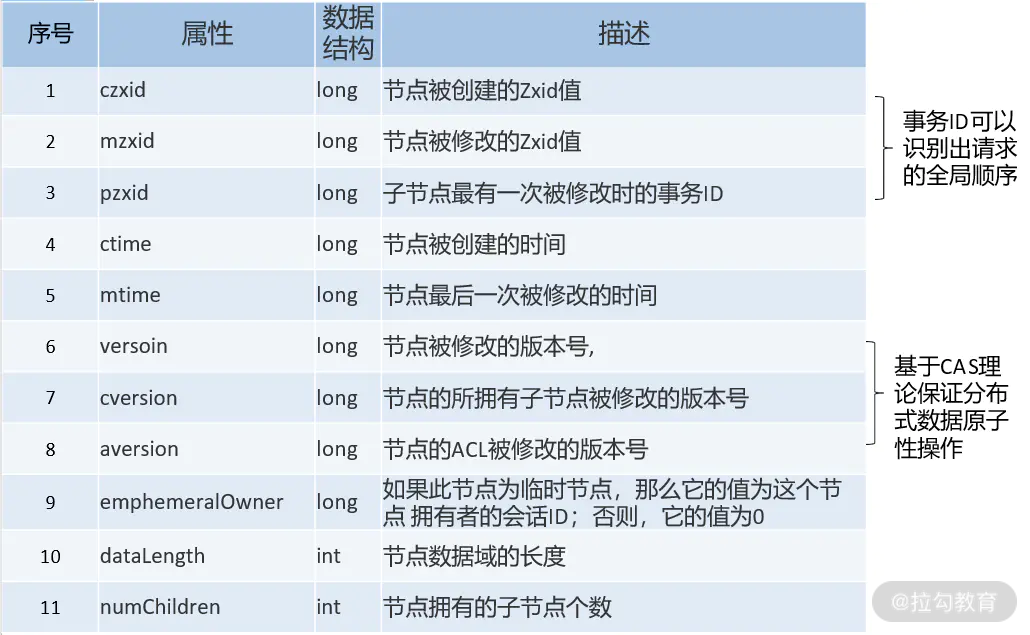 序号 属性 数据结构 描述
1 czxid long 节点被创建的Zxid值
2 mzxid long 节点被修改的Zxid值
3 pzxid long 子节点最有一次被修改时的事务ID
4 ctime long 节点被创建的时间
5 mtime long 节点最后一次被修改的时间
6 versoin long 节点被修改的版本号,
7 cversion long 节点的所拥有子节点被修改的版本号
8 aversion long 节点的ACL被修改的版本号
9 emphemeralOwner long 如果此节点为临时节点，那么它的值为这个节
点 拥有者的会话ID；否则，它的值为0
10 dataLength int 节点数据域的长度
11 numChildren int 节点拥有的子节点个数
事务ID可以
识别出请求
的全局顺序
基于CAS理
论保证分布
式数据原子
性操作
@拉勾教育